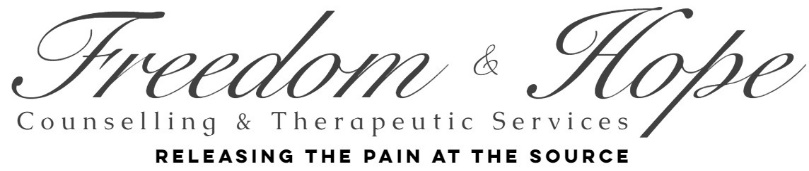 Freedom & Hope
Counselling & Therapeutic Services
RELEASING THE PAIN AT THE SOURCE